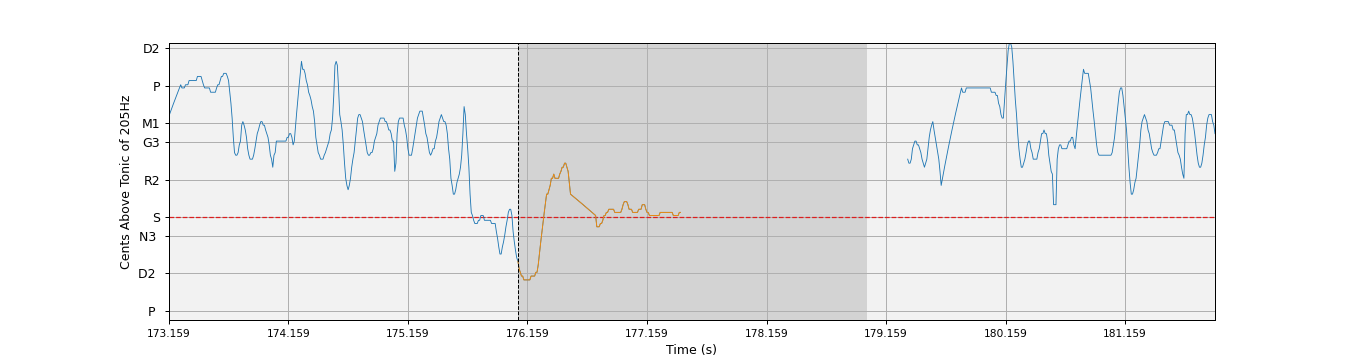 Cents Above Tonic of 205Hz
D2
P
M1
G3
R2
S
N3
D2
P
173.159 174.159 175.159 176.159 177.159 178.159 179.159 180.159 181.159
Time (s)